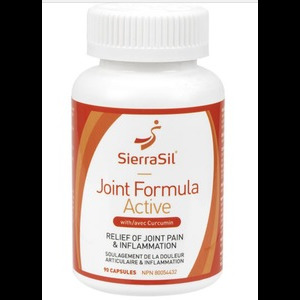 SierraSil®
Joint Formula
Active
with/avec Curcumin
RELIEF OF JOINT PAIN
& INFLAMMATION
SOULAGEMENT DE LA DOULEUR
ARTICULAIRE & INFLAMMATION
90 CAPSULES NPN 80054432